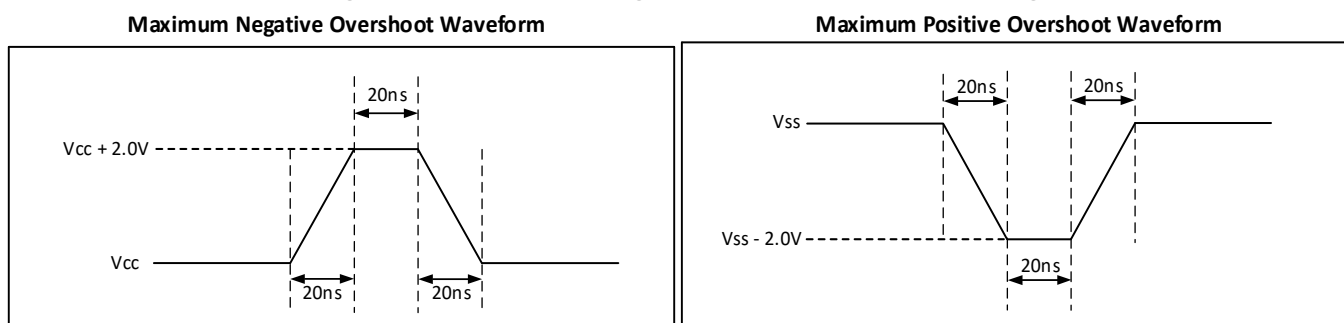 Maximum Negative Overshoot Waveform
20ns
Vcc + 2.0V
Vcc
20ns
20ns
Maximum Positive Overshoot Waveform
20ns
20ns
Vss
Vss - 2.0V
20ns